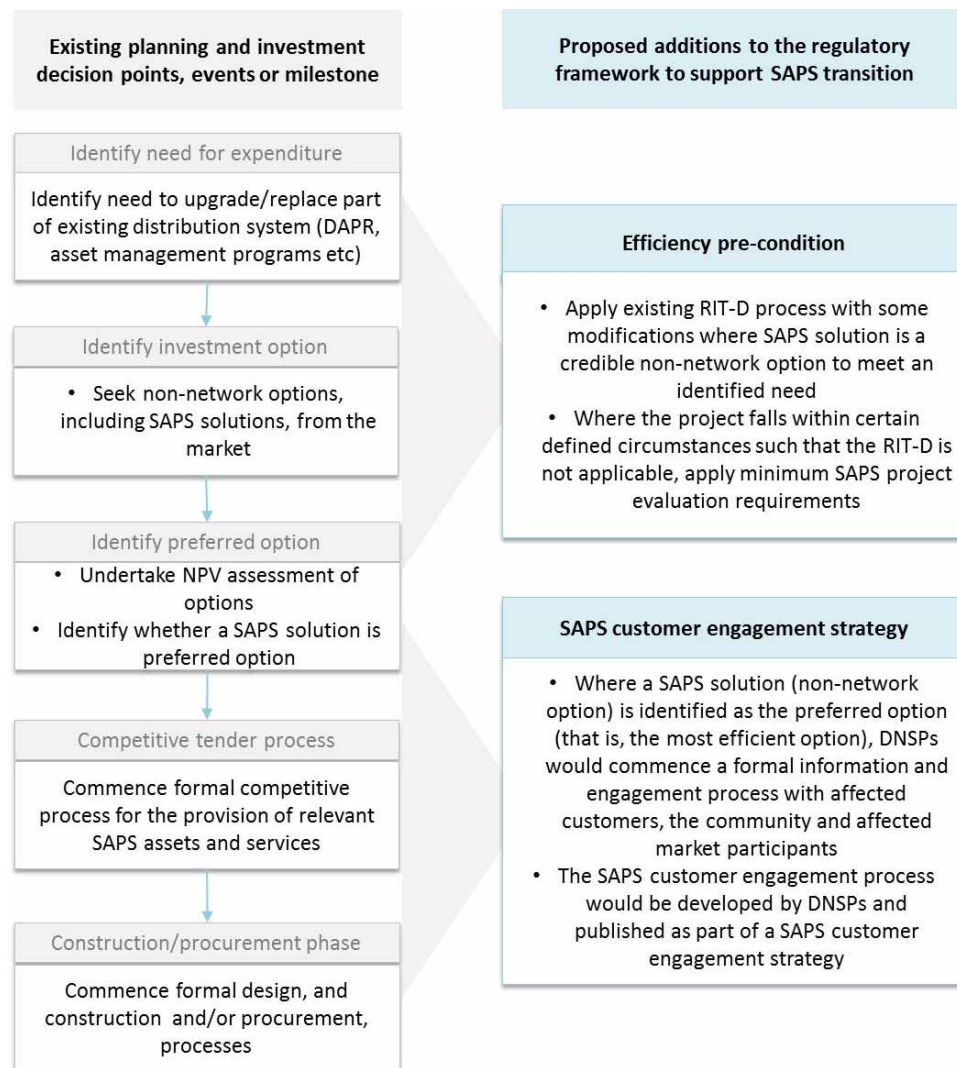 Existing planning and investment
decision points, events or milestone
Identify need for expenditure
Identify need to upgrade/replace part
of existing distribution system (DAPR,
asset management programs etc)
Identify investment option
• Seek non-network options,
including SAPS solutions, from the
market
Identify preferred option
• Undertake NPV assessment of
options
• Identify whether a SAPS solution is
preferred option
Competitive tender process
Commence formal competitive
process for the provision of relevant
SAPS assets and services
Construction/procurement phase
Commence formal design, and
construction and/or procurement,
processes
Proposed additions to the regulatory
framework to support SAPS transition
Efficiency pre-condition
• Apply existing RIT-D process with some
modifications where SAPS solution is a
credible non-network option to meet an
identified need
• Where the project falls within certain
defined circumstances such that the RIT-D is
not applicable, apply minimum SAPS project
evaluation requirements
SAPS customer engagement strategy
• Where a SAPS solution (non-network
option) is identified as the preferred option
(that is, the most efficient option), DNSPs
would commence a formal information and
engagement process with affected
customers, the community and affected
market participants
• The SAPS customer engagement process
would be developed by DNSPs and
published as part of a SAPS customer
engagement strategy